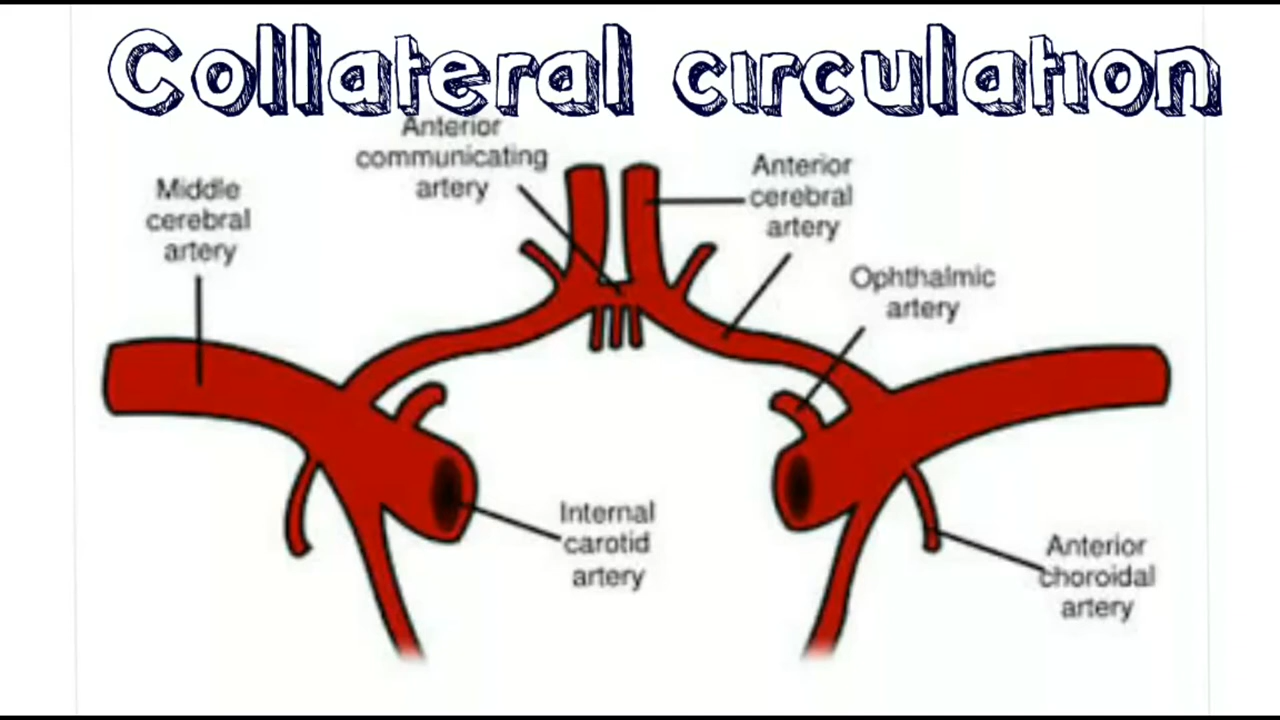 Collateral circulation
Anterior
communicating
artery
Middle
cerebral
artery
Anterior
cerebral
artery
Ophthalmic
artery
Internal
carotid
artery
Anterior
choroidal
artery